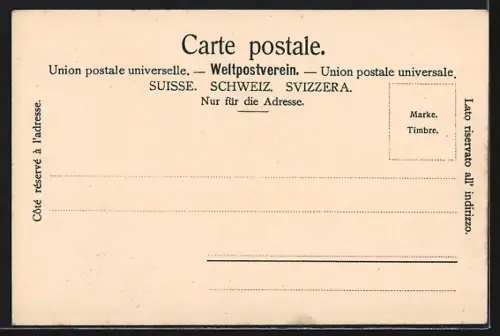 Carte postale.
Union postale universelle. — Weltpostverein. — Union postale universale.
SUISSE. SCHWEIZ. SVIZZERA.
Nur für die Adresse.
Marke.
Timbre.
Côté réservé à l'adresse.
Lato riservato all' indirizzo.